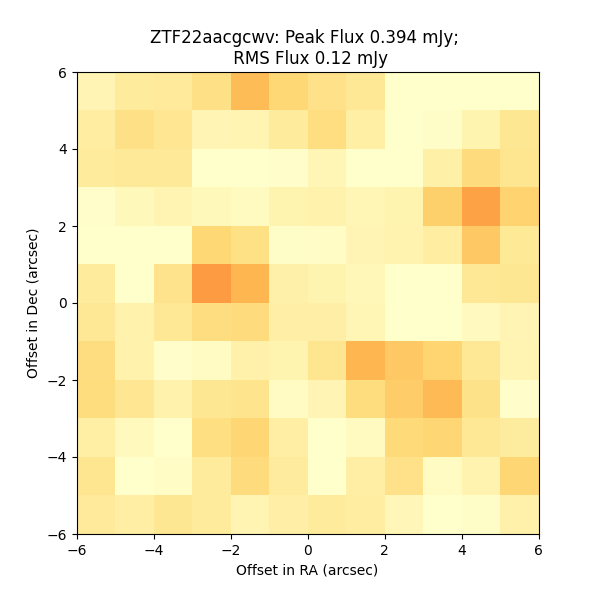 ZTF22aacgcwv: Peak Flux 0.394 mJy;
RMS Flux 0.12 mJy
6
4
2
0
−2
−4
−6
Offset in Dec (arcsec)
−6 −4 −2 0 2 4 6
Offset in RA (arcsec)